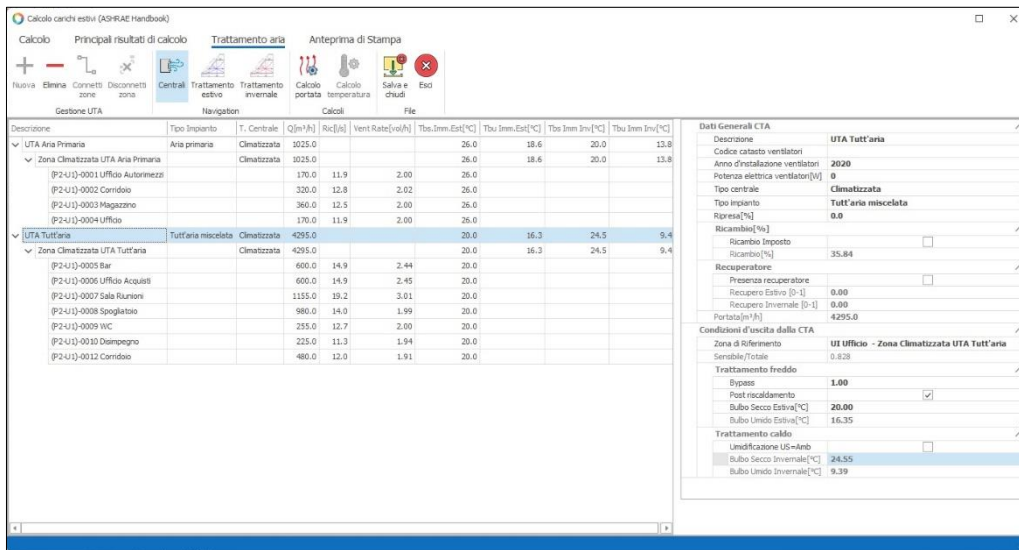 Calcolo carichi estivi (ASHRAE Handbook)
Calcolo Principali risultati di calcolo Trattamento aria Anteprima di Stampa
Nuova Elimina Connetti zone Disconnetti zona Centrali Trattamento estivo Trattamento invernale Calcolo portata Calcolo temperatura Salva e chiudi Esci
Gestione UTA Navigation Calcoli File
Descrizione Tipo Impianto T. Centrale Q[m³/h] Ric[l/s] Vent Rate[vol/h] Tbs.Imm.Est[°C] Tbu Imm.Est[°C] Tbs Imm Inv[°C] Tbu Imm Inv[°C]
UTA Aria Primaria Aria primaria Climatizzata 1025.0 26.0 18.6 20.0 13.8
Zona Climatizzata UTA Aria Primaria Climatizzata 1025.0 26.0 18.6 20.0 13.8
(P2-U1)-0001 Ufficio Autorimezzi 170.0 11.9 2.00 26.0
(P2-U1)-0002 Corridoio 320.0 12.8 2.02 26.0
(P2-U1)-0003 Magazzino 360.0 12.5 2.00 26.0
(P2-U1)-0004 Ufficio 170.0 11.9 2.00 26.0
UTA Tutt'aria Tutt'aria miscelata Climatizzata 4295.0 20.0 16.3 24.5 9.4
Zona Climatizzata UTA Tutt'aria Climatizzata 4295.0 20.0 16.3 24.5 9.4
(P2-U1)-0005 Bar 600.0 14.9 2.44 20.0
(P2-U1)-0006 Ufficio Acquisti 600.0 14.9 2.45 20.0
(P2-U1)-0007 Sala Riunioni 1155.0 19.2 3.01 20.0
(P2-U1)-0008 Spogliatoio 980.0 14.0 1.99 20.0
(P2-U1)-0009 WC 255.0 12.7 2.00 20.0
(P2-U1)-0010 Disimpegno 225.0 11.3 1.94 20.0
(P2-U1)-0012 Corridoio 480.0 12.0 1.91 20.0
Dati Generali CTA
Descrizione UTA Tutt'aria
Codice catasto ventilatori
Anno d'installazione ventilatori 2020
Potenza elettrica ventilatori[W] 0
Tipo centrale Climatizzata
Tipo impianto Tutt'aria miscelata
Ripresa[%] 0.0
Ricambio[%]
Ricambio Imposto
Ricambio[%] 35.84
Recuperatore
Presenza recuperatore
Recupero Estivo [0-1] 0.00
Recupero Invernale [0-1] 0.00
Portata[m³/h] 4295.0
Condizioni d'uscita dalla CTA
Zona di Riferimento UI Ufficio - Zona Climatizzata UTA Tutt'aria
Sensibile/Totale 0.828
Trattamento freddo
Bypass 1.00
Post riscaldamento
Bulbo Secco Estiva[°C] 20.00
Bulbo Umido Estiva[°C] 16.35
Trattamento caldo
Umidificazione US=Amb
Bulbo Secco Invernale[°C] 24.55
Bulbo Umido Invernale[°C] 9.39